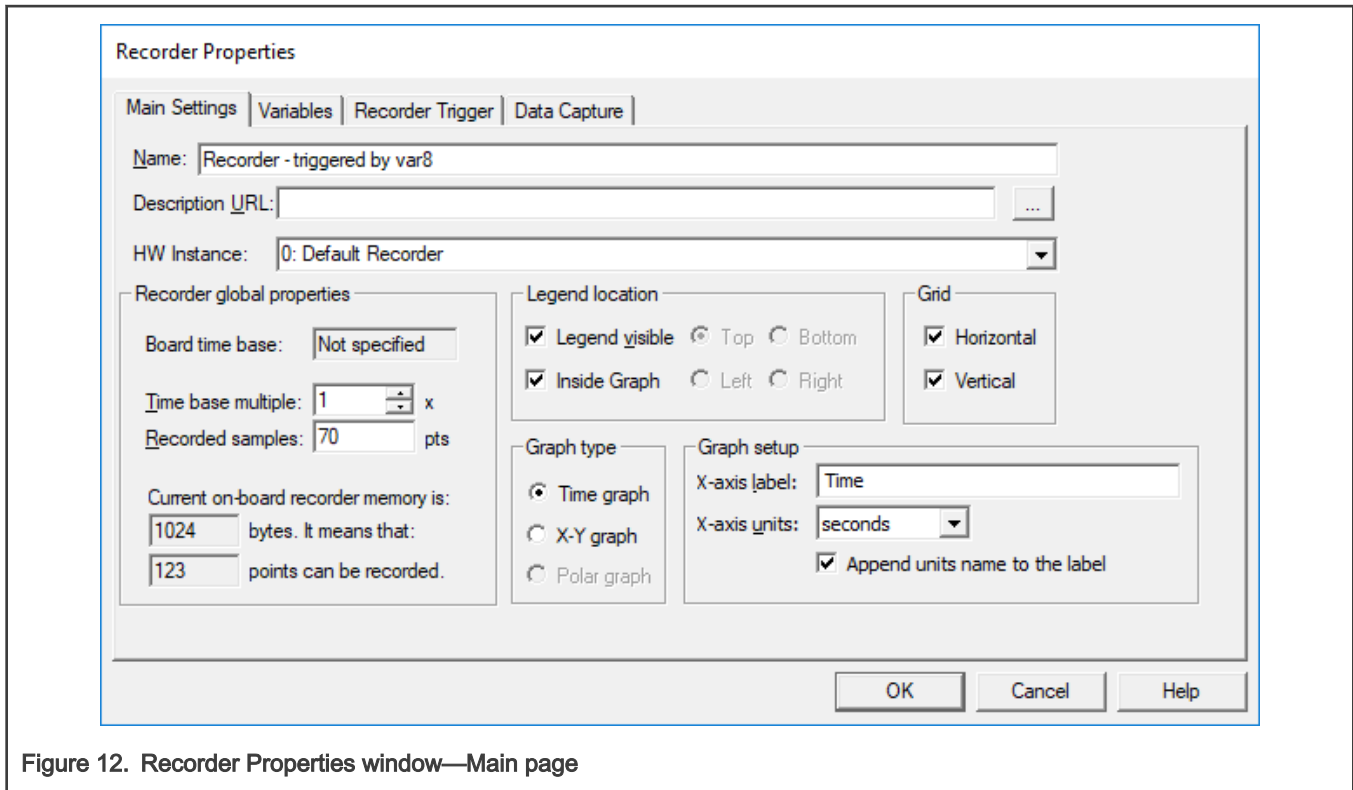 Recorder Properties
Main Settings Variables Recorder Trigger Data Capture
Name: Recorder - triggered by var8
Description URL: ...
HW Instance: 0: Default Recorder
Recorder global properties
Board time base: Not specified
Time base multiple: 1 x
Recorded samples: 70 pts
Current on-board recorder memory is:
1024 bytes. It means that:
123 points can be recorded.
Legend location
Legend visible Top Bottom
Inside Graph Left Right
Grid
Horizontal
Vertical
Graph type
Time graph
X-Y graph
Polar graph
Graph setup
X-axis label: Time
X-axis units: seconds
Append units name to the label
OK Cancel Help
Figure 12. Recorder Properties window—Main page